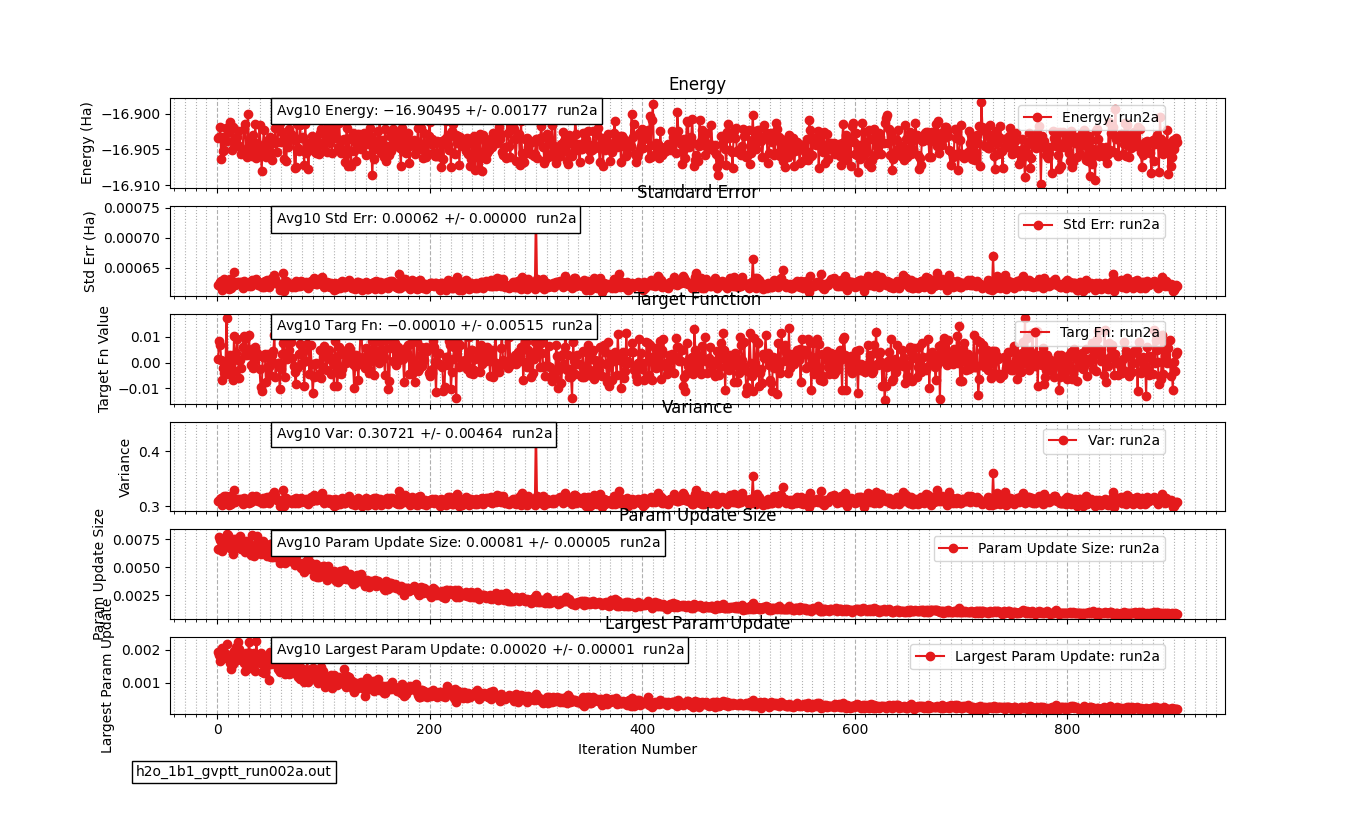 Energy
Energy (Ha)
−16.900
−16.905
−16.910
Avg10 Energy: −16.90495 +/- 0.00177  run2a
Energy: run2a
Standard Error
Std Err (Ha)
0.00075
0.00070
0.00065
Avg10 Std Err: 0.00062 +/- 0.00000  run2a
Std Err: run2a
Target Function
Target Fn Value
0.01
0.00
−0.01
Avg10 Targ Fn: −0.00010 +/- 0.00515  run2a
Targ Fn: run2a
Variance
Variance
0.4
0.3
Avg10 Var: 0.30721 +/- 0.00464  run2a
Var: run2a
Param Update Size
Param Update Size
0.0075
0.0050
0.0025
Avg10 Param Update Size: 0.00081 +/- 0.00005  run2a
Param Update Size: run2a
Largest Param Update
Largest Param Update
0.002
0.001
Avg10 Largest Param Update: 0.00020 +/- 0.00001  run2a
Largest Param Update: run2a
0
200
400
600
800
Iteration Number
h2o_1b1_gvptt_run002a.out